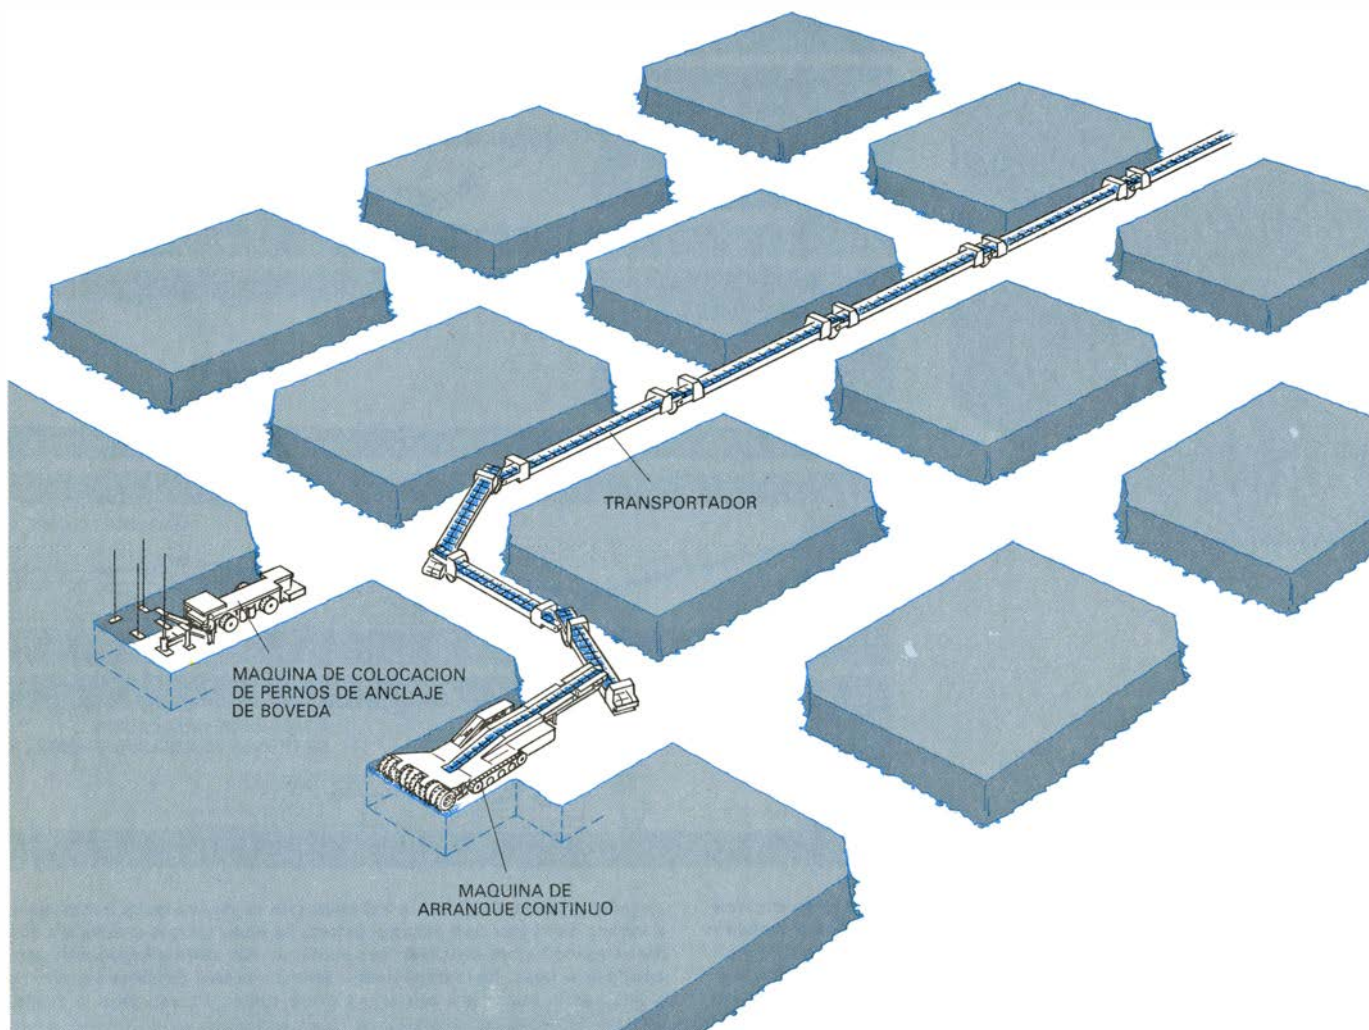 TRANSPORTADOR
MAQUINA DE COLOCACION
DE PERNOS DE ANCLAJE
DE BOVEDA
MAQUINA DE
ARRANQUE CONTINUO